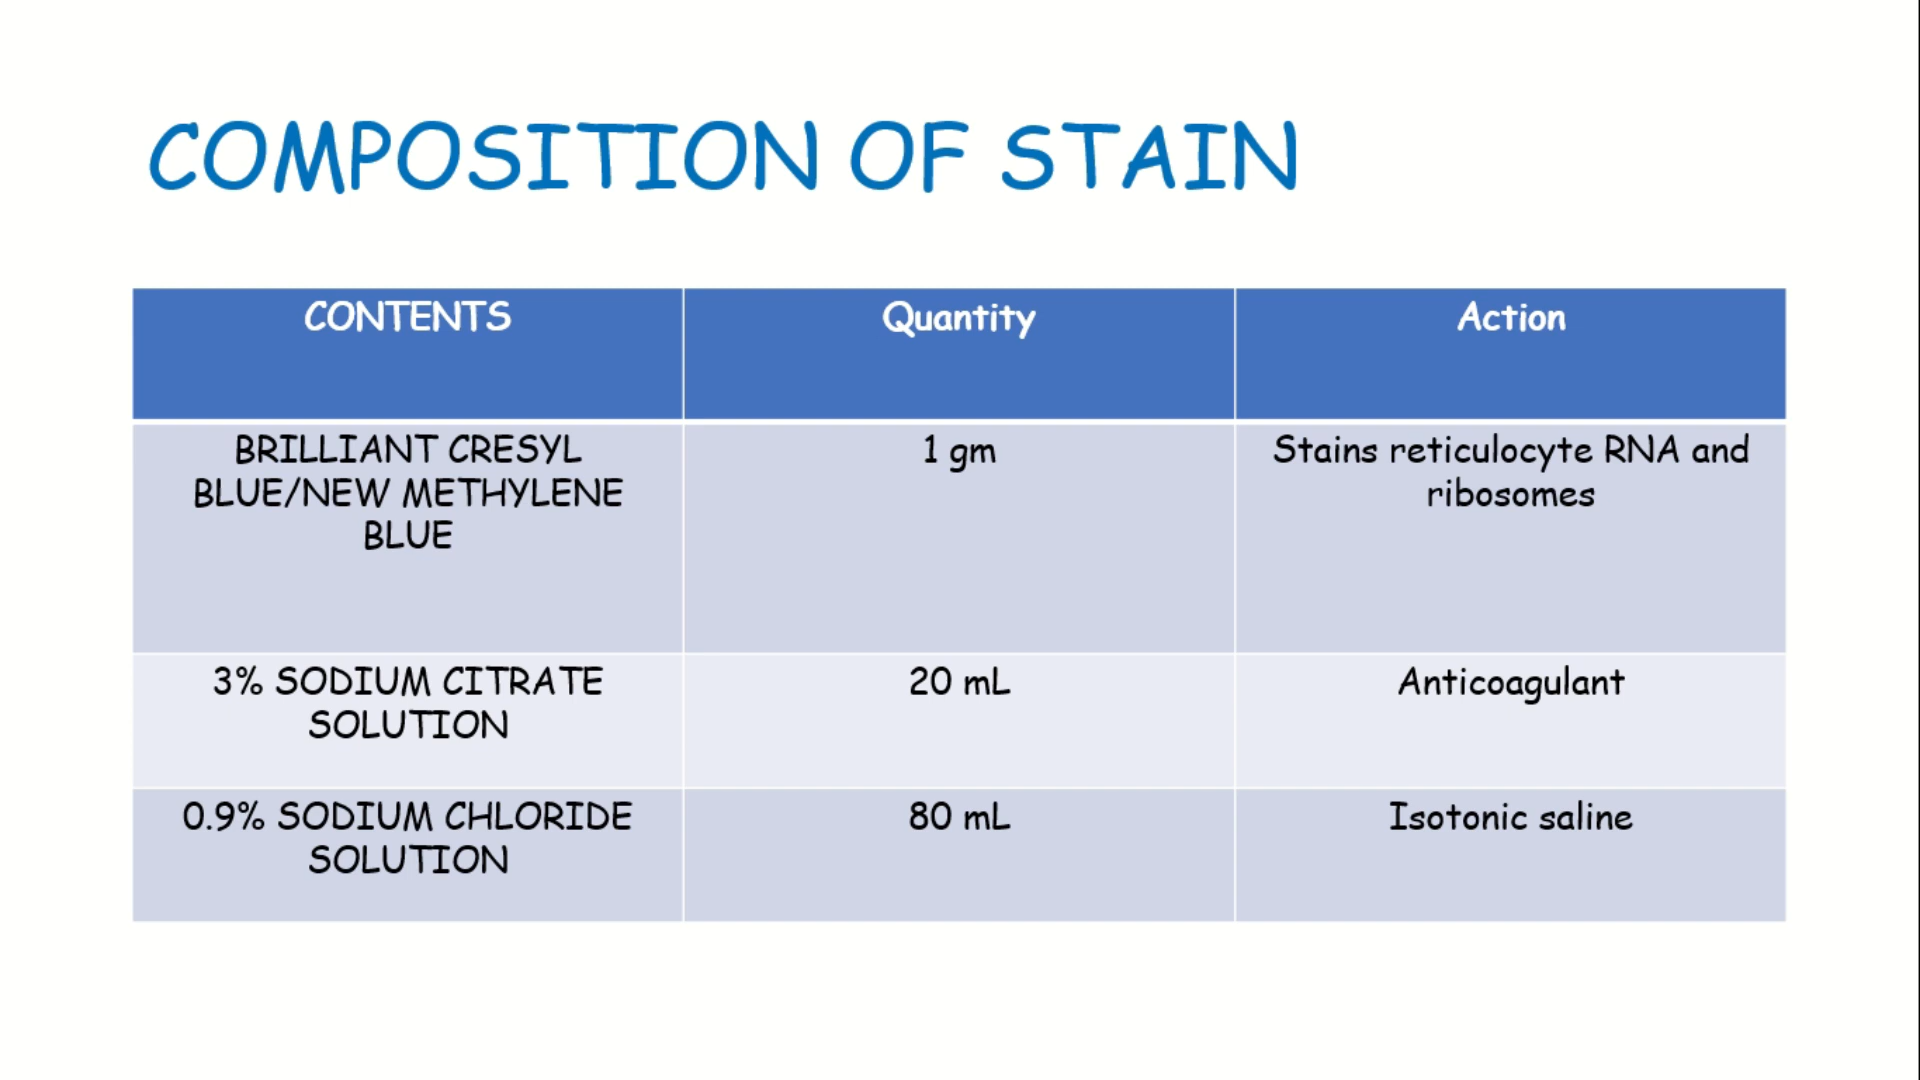 COMPOSITION OF STAIN
CONTENTS
Quantity
Action
BRILLIANT CRESYL
BLUE/NEW METHYLENE
BLUE
1 gm
Stains reticulocyte RNA and
ribosomes
3% SODIUM CITRATE
SOLUTION
20 mL
Anticoagulant
0.9% SODIUM CHLORIDE
SOLUTION
80 mL
Isotonic saline